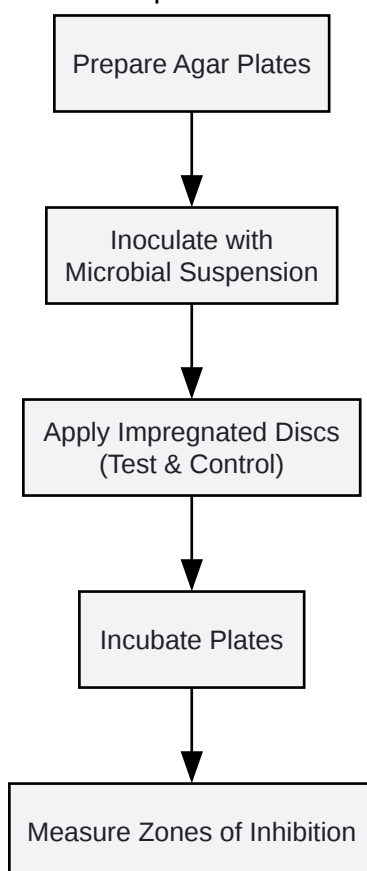 Prepare Agar Plates
Inoculate with
Microbial Suspension
Apply Impregnated Discs
(Test & Control)
Incubate Plates
Measure Zones of Inhibition